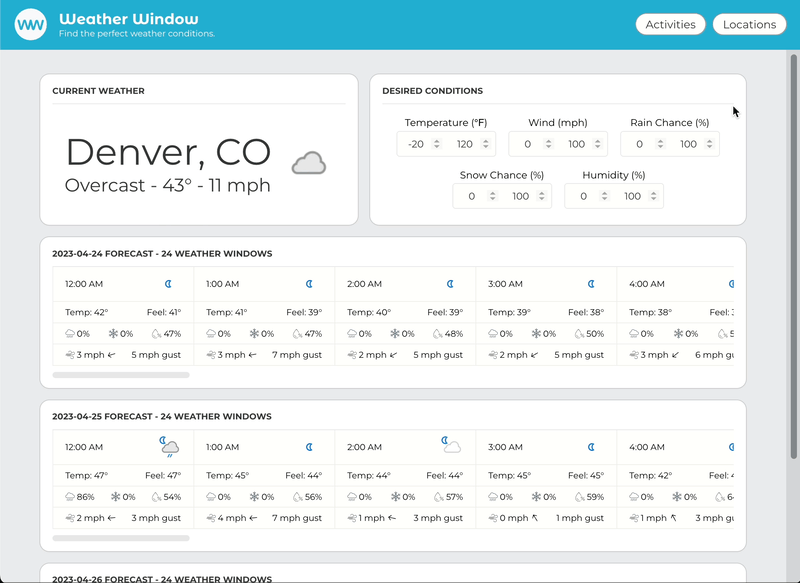 WW
Weather Window
Find the perfect weather conditions.
Activities
Locations
CURRENT WEATHER
Denver, CO
Overcast - 43° - 11 mph
DESIRED CONDITIONS
Temperature (°F) Wind (mph) Rain Chance (%)
-20 120 0 100 0 100
Snow Chance (%) Humidity (%)
0 100 0 100
2023-04-24 FORECAST - 24 WEATHER WINDOWS
12:00 AM 1:00 AM 2:00 AM 3:00 AM 4:00 AM
Temp: 42° Feel: 41° Temp: 41° Feel: 39° Temp: 40° Feel: 39° Temp: 39° Feel: 38° Temp: 38° Feel:
0% 0% 47% 0% 0% 47% 0% 0% 48% 0% 0% 50% 0% 0%
3 mph 5 mph gust 3 mph 7 mph gust 2 mph 5 mph gust 2 mph 5 mph gust 3 mph 6 mph gu
2023-04-25 FORECAST - 24 WEATHER WINDOWS
12:00 AM 1:00 AM 2:00 AM 3:00 AM 4:00 AM
Temp: 47° Feel: 47° Temp: 45° Feel: 44° Temp: 44° Feel: 44° Temp: 45° Feel: 45° Temp: 42° Feel:
86% 0% 54% 0% 0% 56% 0% 0% 57% 0% 0% 59% 0% 0%
2 mph 3 mph gust 4 mph 7 mph gust 1 mph 3 mph gust 0 mph 1 mph gust 1 mph 3 mph gu
2023-04-26 FORECAST - 24 WEATHER WINDOWS